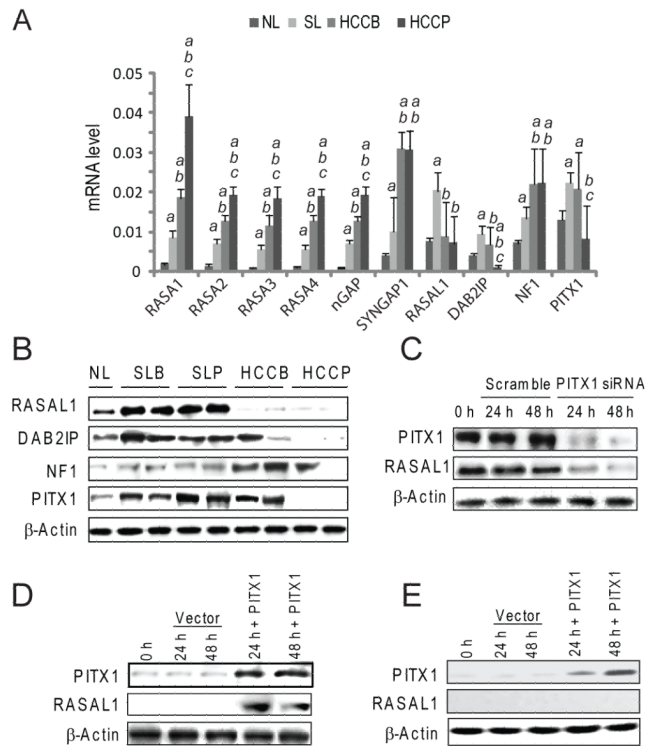 A
NL SL HCCB HCCP
mRNA level
0.05
0.04
0.03
0.02
0.01
0
a a b a b c
a a b a b c
a a b a b c
a a b a b c
a a b a b c
a a b a b
a b b
a b a b c
a a b a b
a a b c
RASA1 RASA2 RASA3 RASA4 nGAP SYNGAP1 RASAL1 DAB2IP NF1 PITX1
B
NL SLB SLP HCCB HCCP
RASAL1
DAB2IP
NF1
PITX1
β-Actin
C
Scramble PITX1 siRNA
0 h 24 h 48 h 24 h 48 h
PITX1
RASAL1
β-Actin
D
Vector
0 h 24 h 48 h 24 h + PITX1 48 h + PITX1
PITX1
RASAL1
β-Actin
E
Vector
0 h 24 h 48 h 24 h + PITX1 48 h + PITX1
PITX1
RASAL1
β-Actin